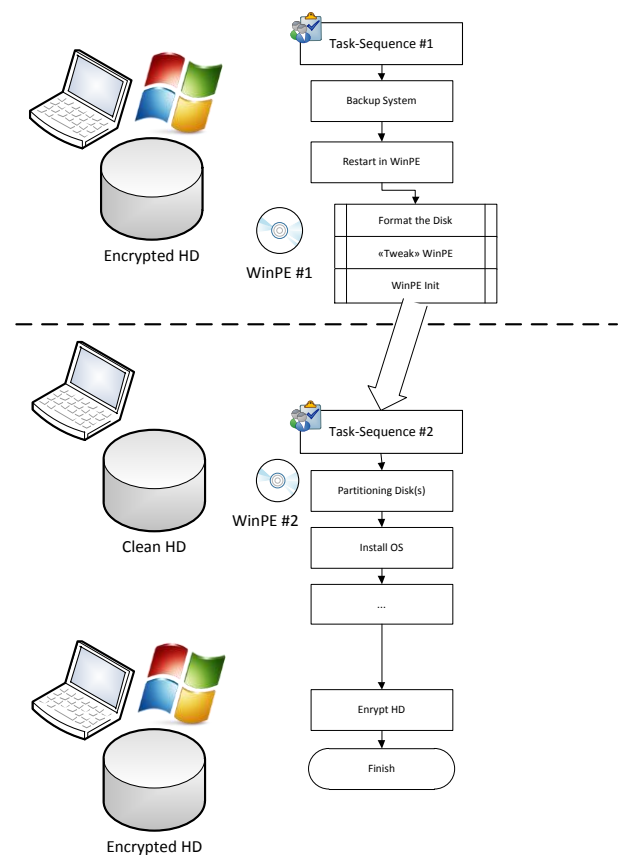 Task-Sequence #1
Backup System
Restart in WinPE
Format the Disk
«Tweak» WinPE
WinPE Init
Encrypted HD
WinPE #1
Task-Sequence #2
Partitioning Disk(s)
WinPE #2
Install OS
Clean HD
...
Enrypt HD
Finish
Encrypted HD